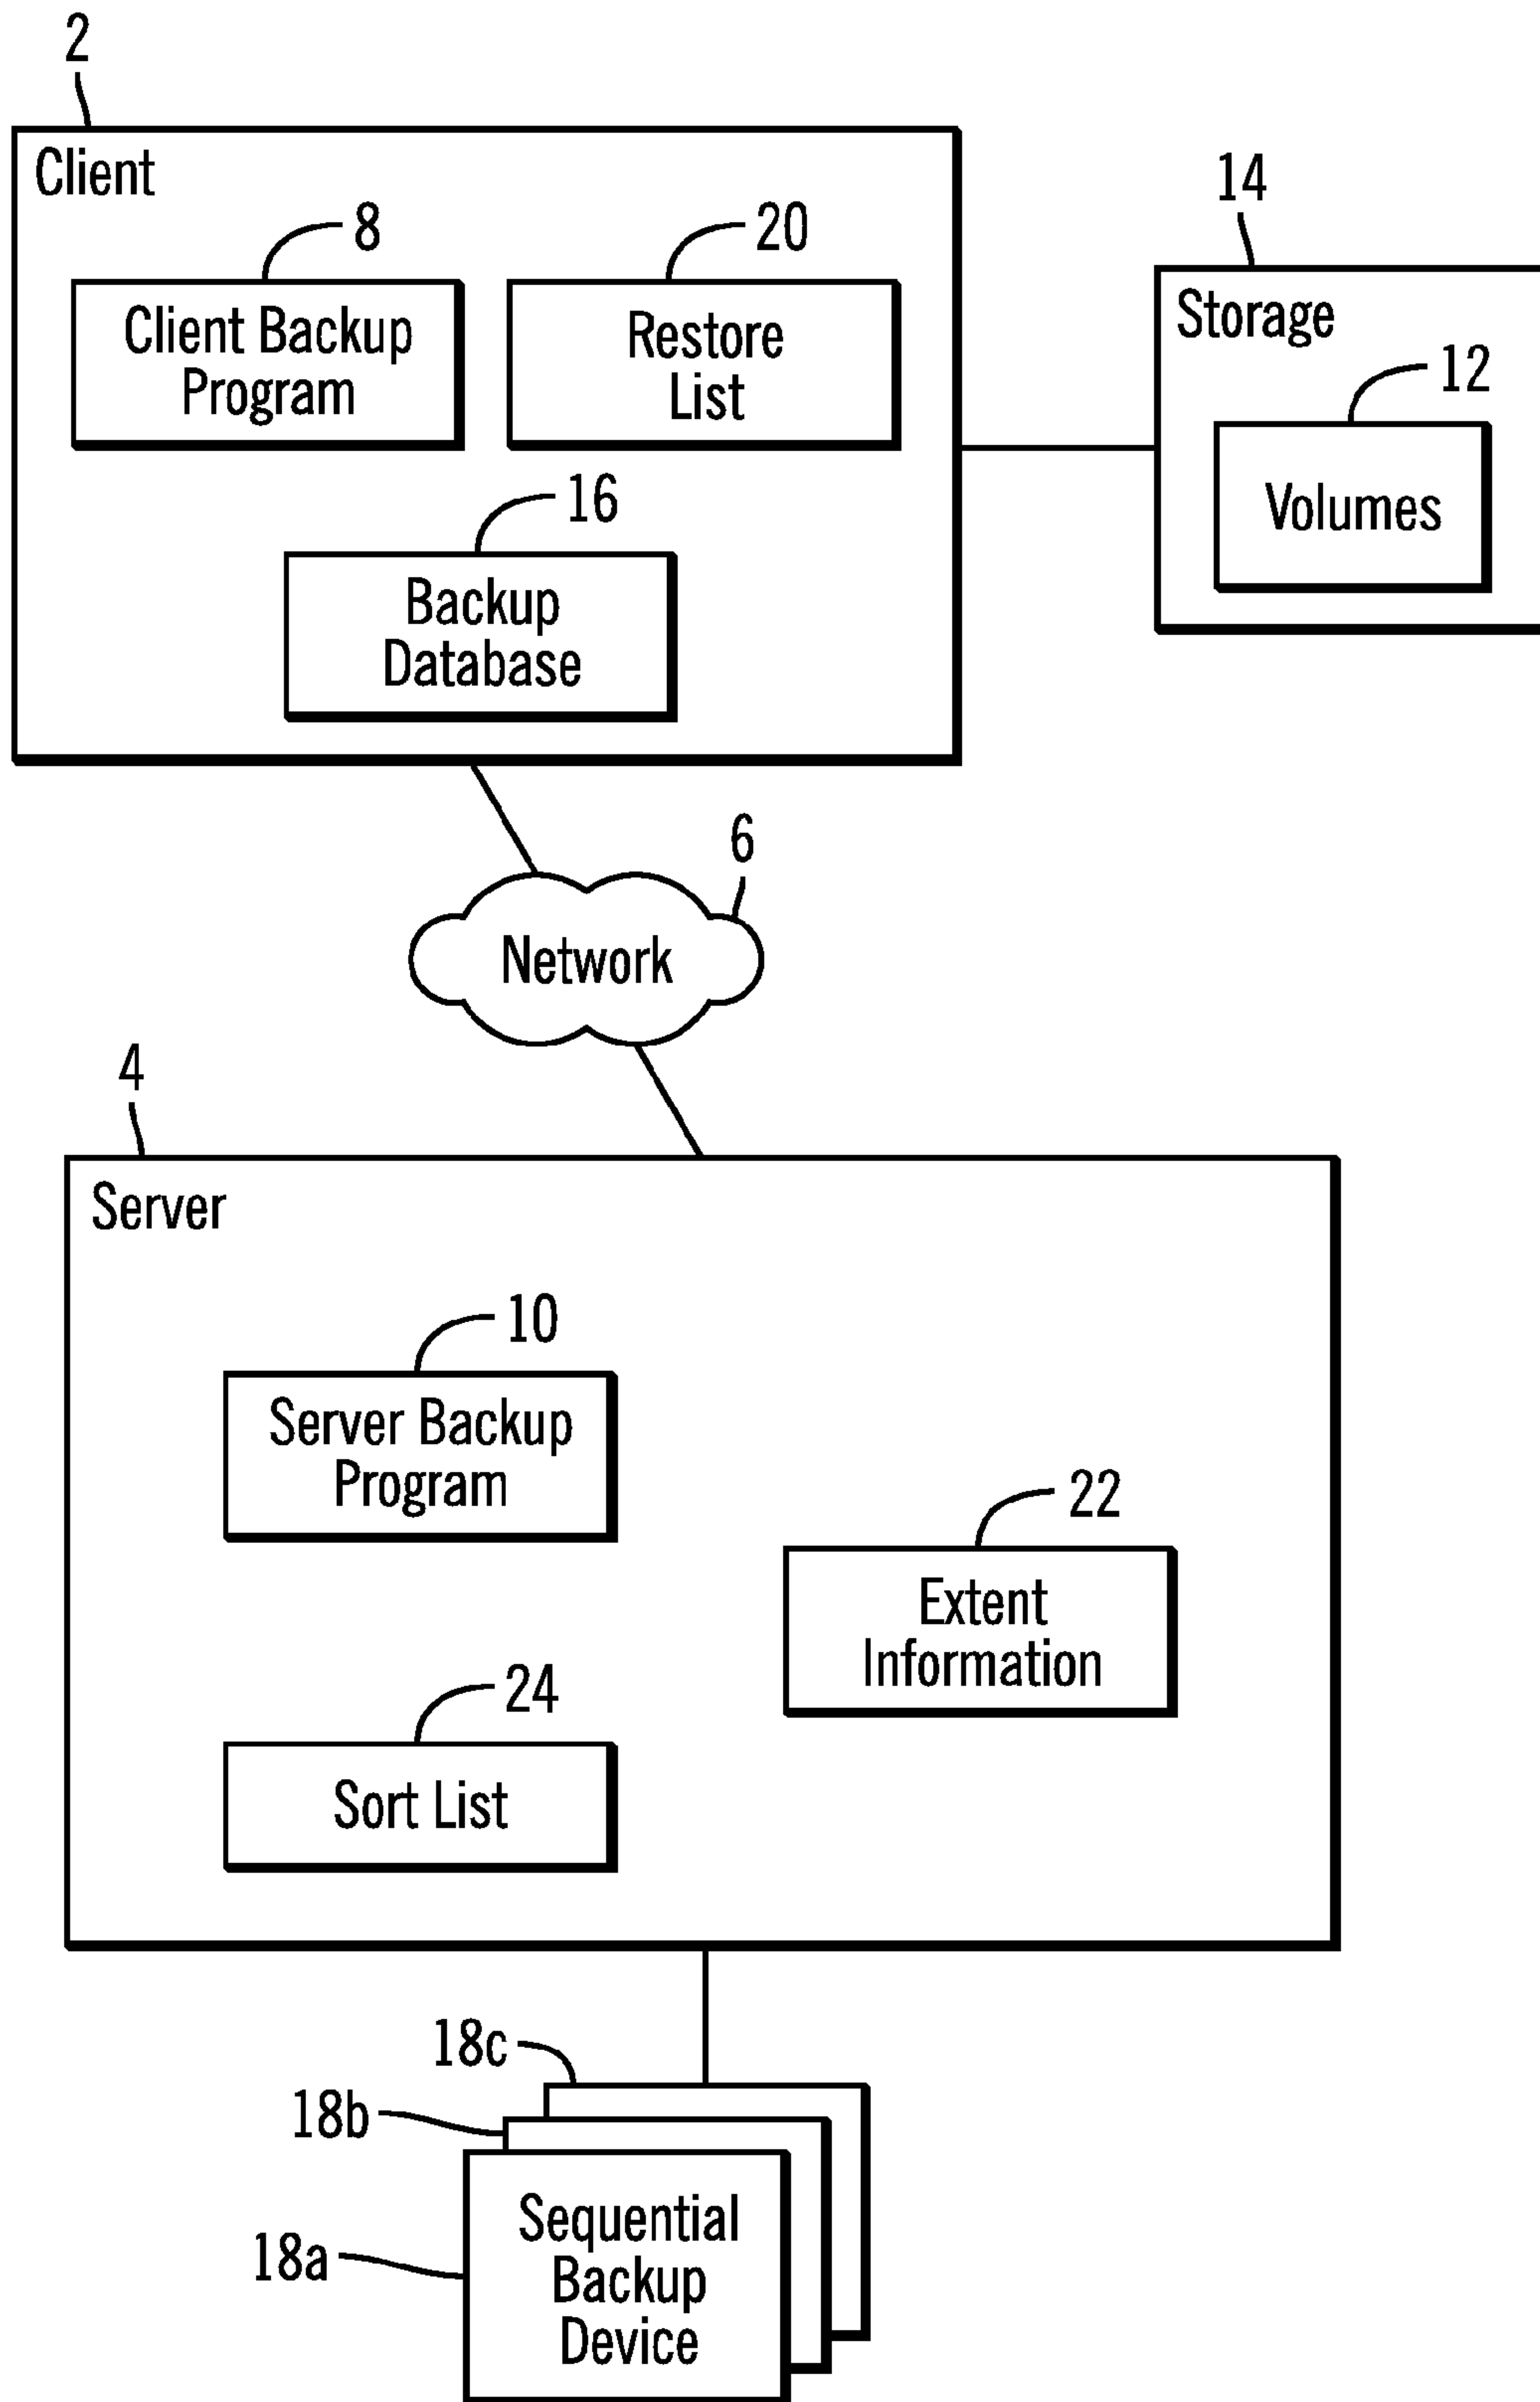 2
Client
14
8
20
Storage
Client Backup
Program
Restore
List
12
Volumes
16
Backup
Database
6
Network
4
Server
10
Server Backup
Program
22
Extent
Information
24
Sort List
18c
18b
18a
Sequential
Backup
Device